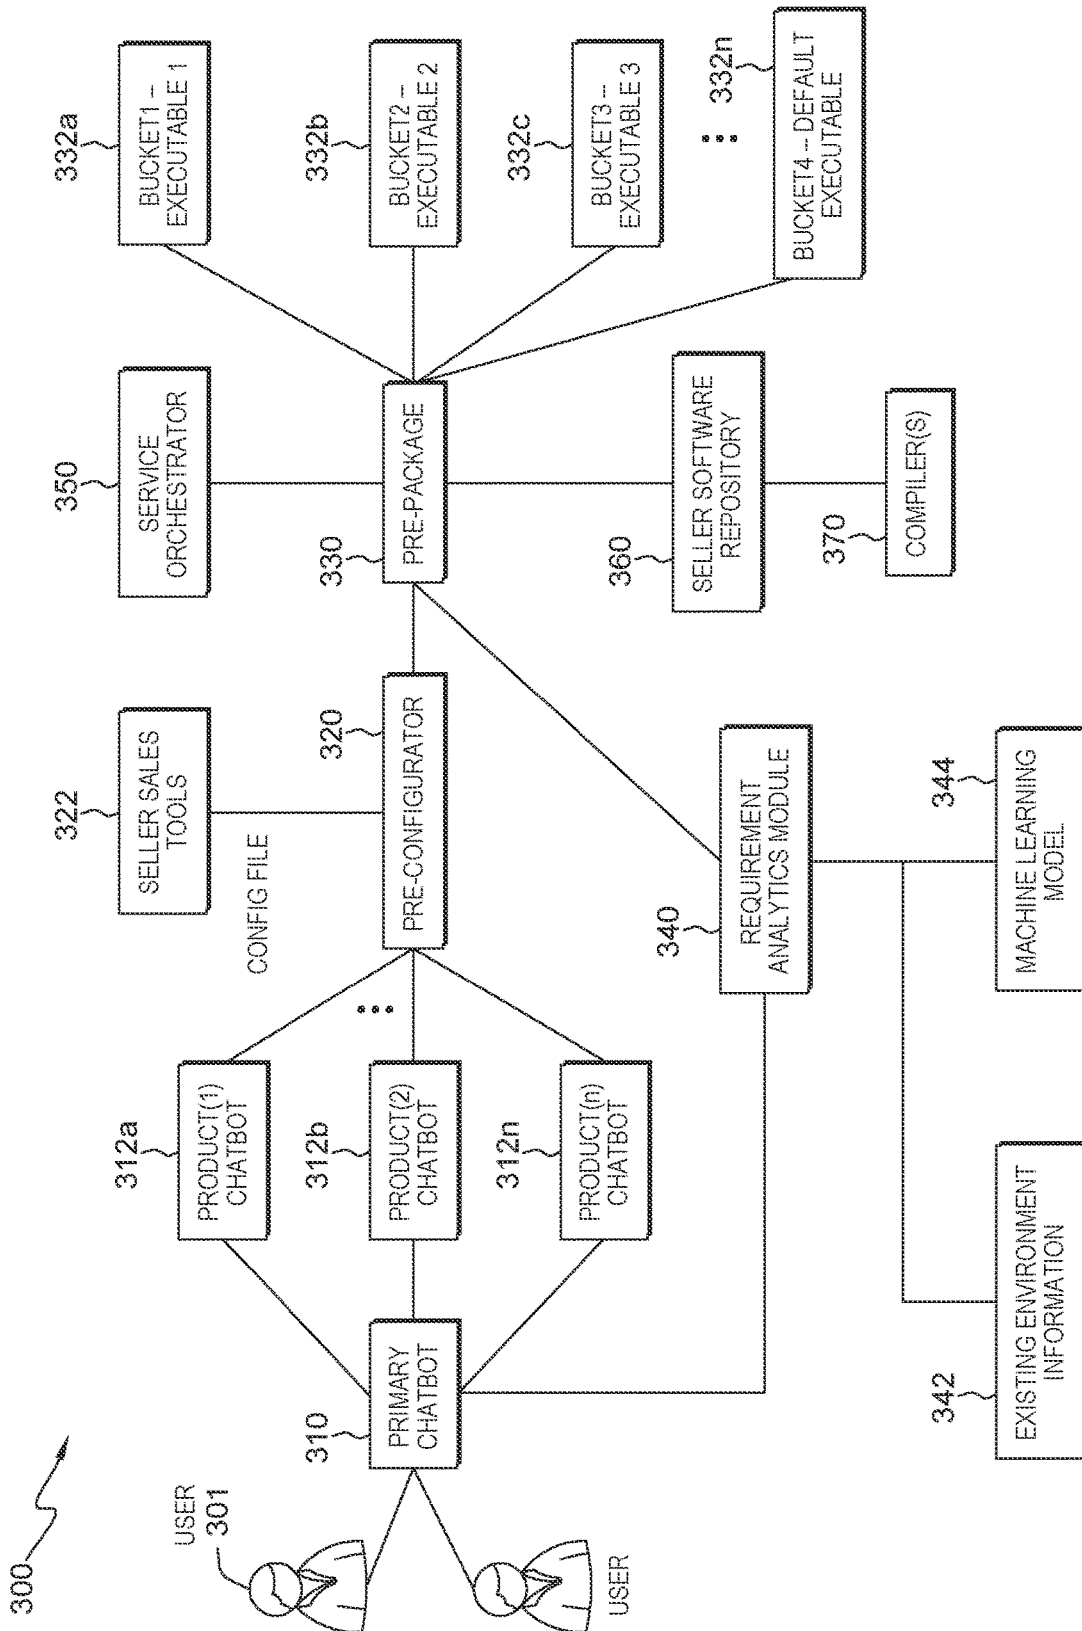 300
USER
301
USER
310
PRIMARY
CHATBOT
312a
PRODUCT(1)
CHATBOT
312b
PRODUCT(2)
CHATBOT
312n
PRODUCT(n)
CHATBOT
...
322
SELLER SALES
TOOLS
CONFIG FILE
320
PRE-CONFIGURATOR
350
SERVICE
ORCHESTRATOR
330
PRE-PACKAGE
332a
BUCKET1 –
EXECUTABLE 1
332b
BUCKET2 –
EXECUTABLE 2
332c
BUCKET3 –
EXECUTABLE 3
...
332n
BUCKET4 – DEFAULT
EXECUTABLE
360
SELLER SOFTWARE
REPOSITORY
370
COMPILER(S)
340
REQUIREMENT
ANALYTICS MODULE
342
EXISTING ENVIRONMENT
INFORMATION
344
MACHINE LEARNING
MODEL